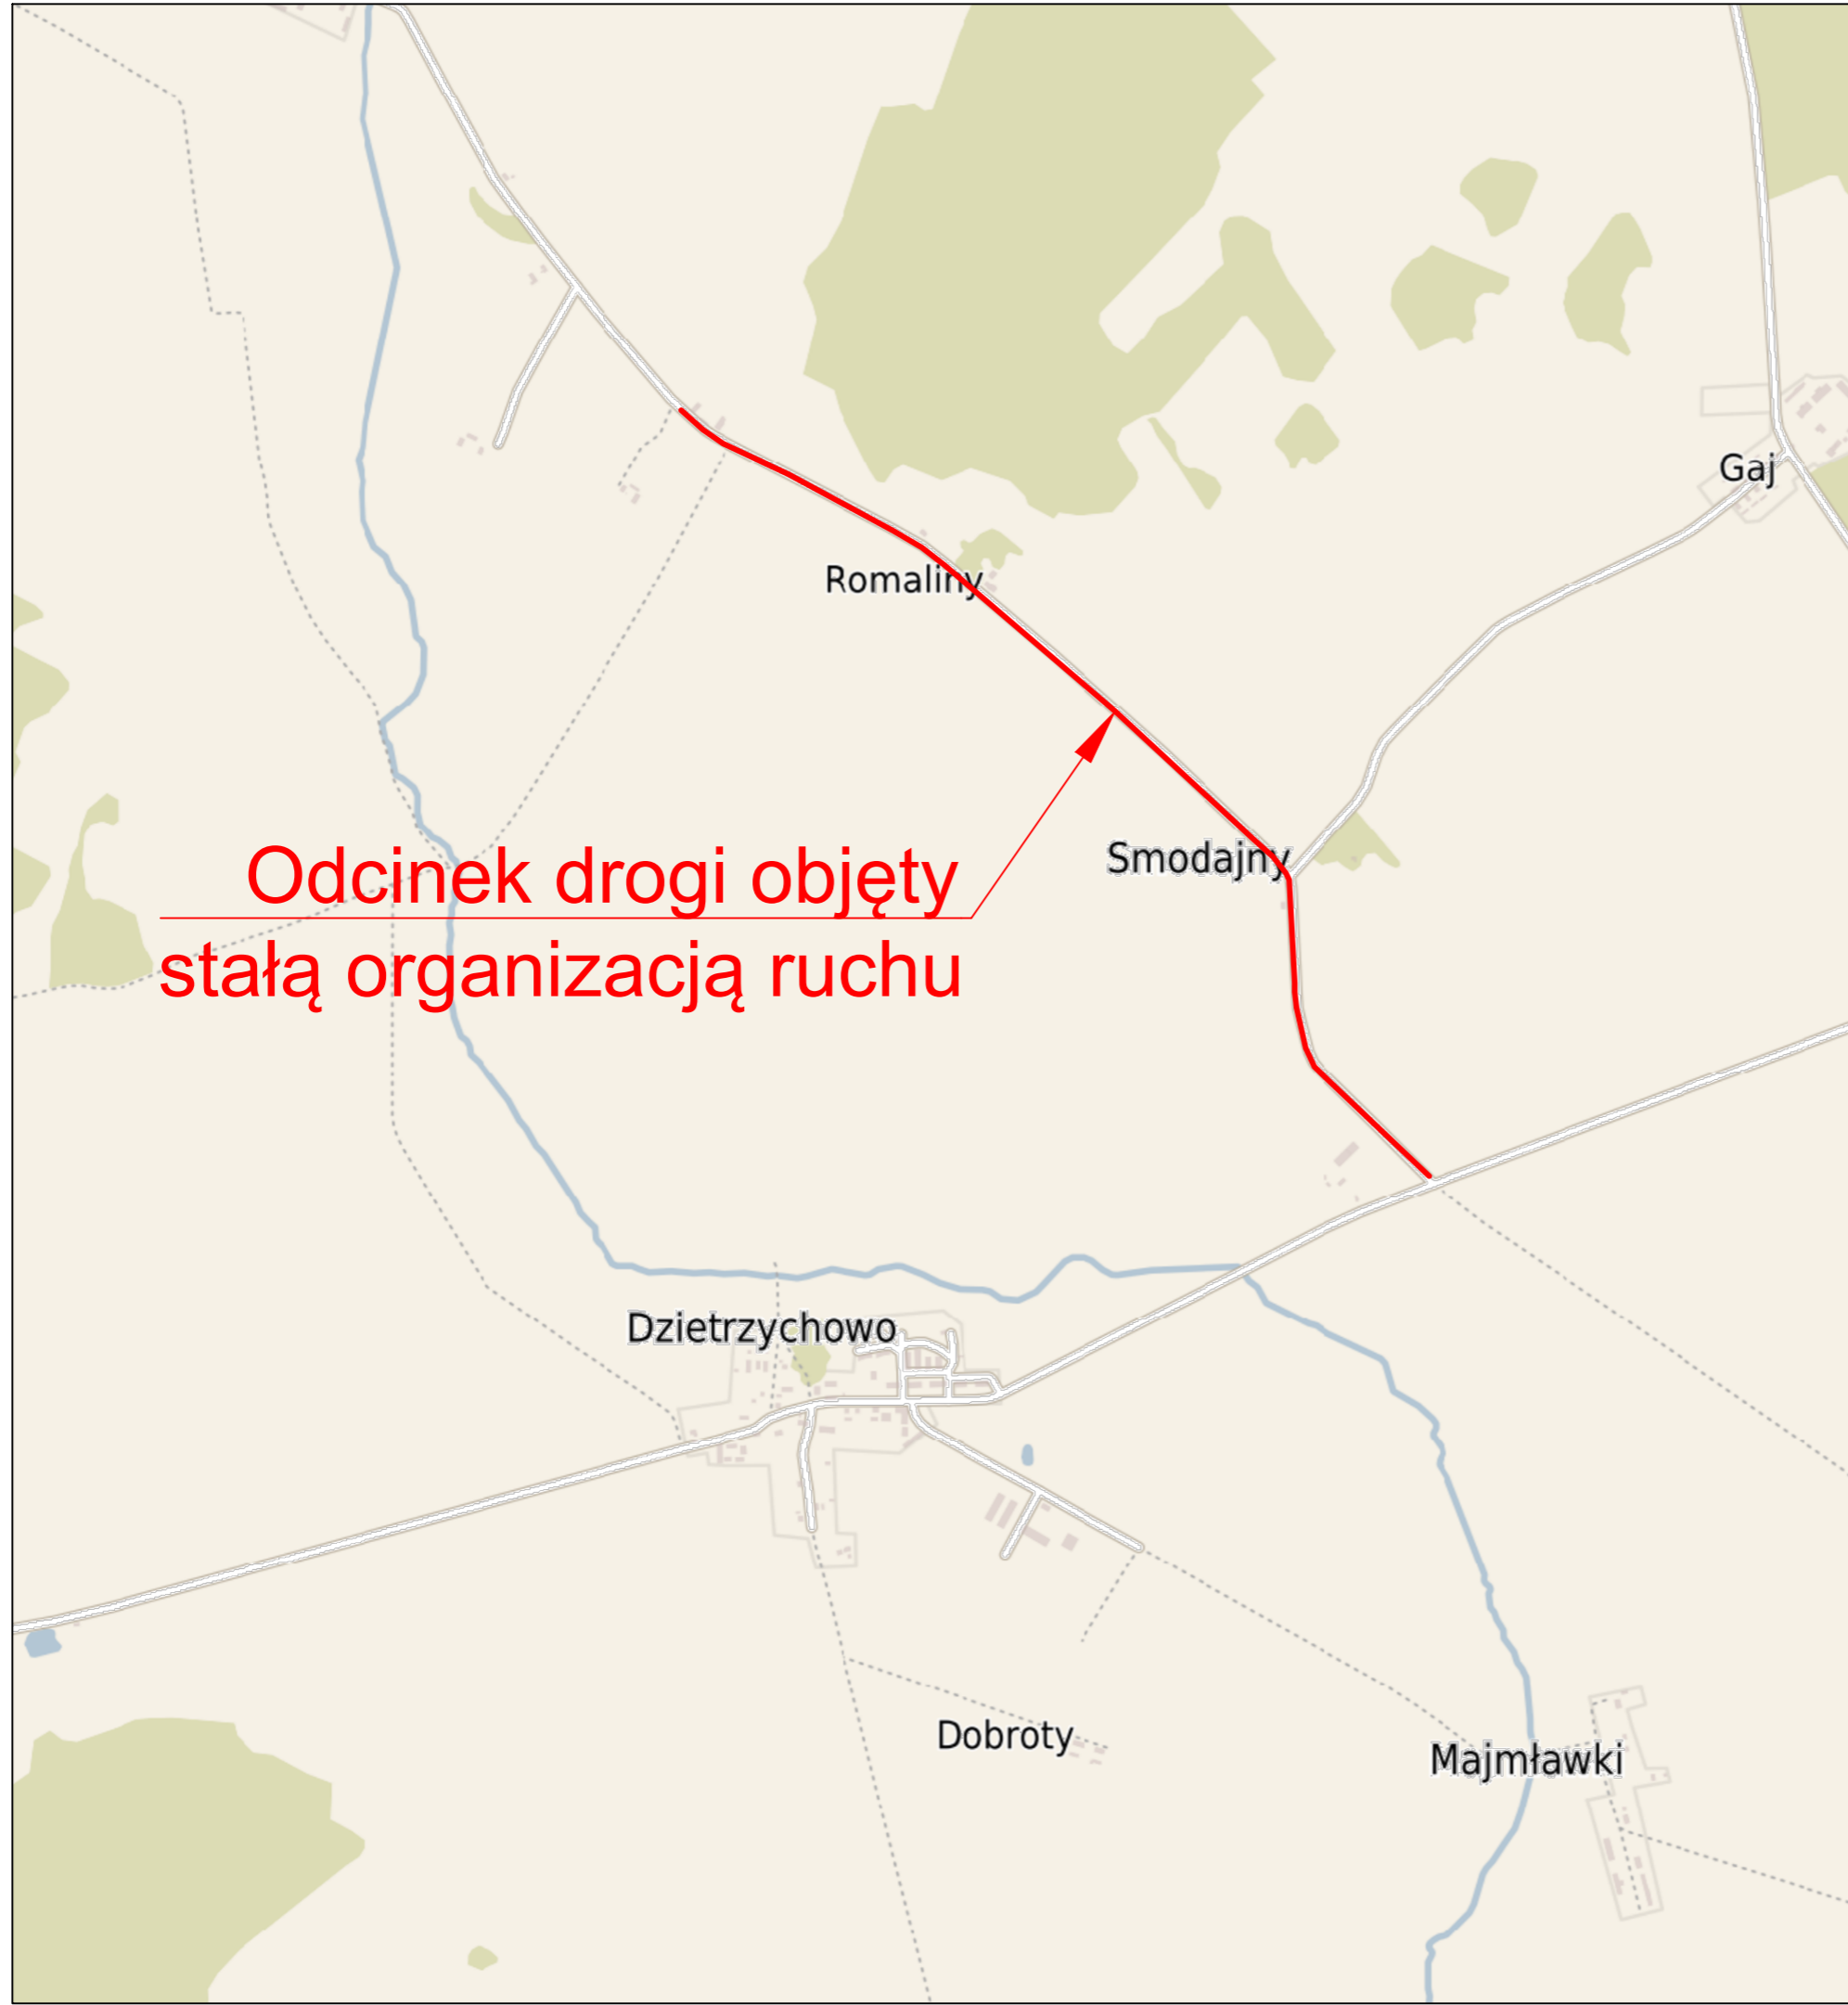 Gaj
Romaliny
Smodajny
Odcinek drogi objęty
stałą organizacją ruchu
Dzietrzychowo
Dobroty
Majmławki